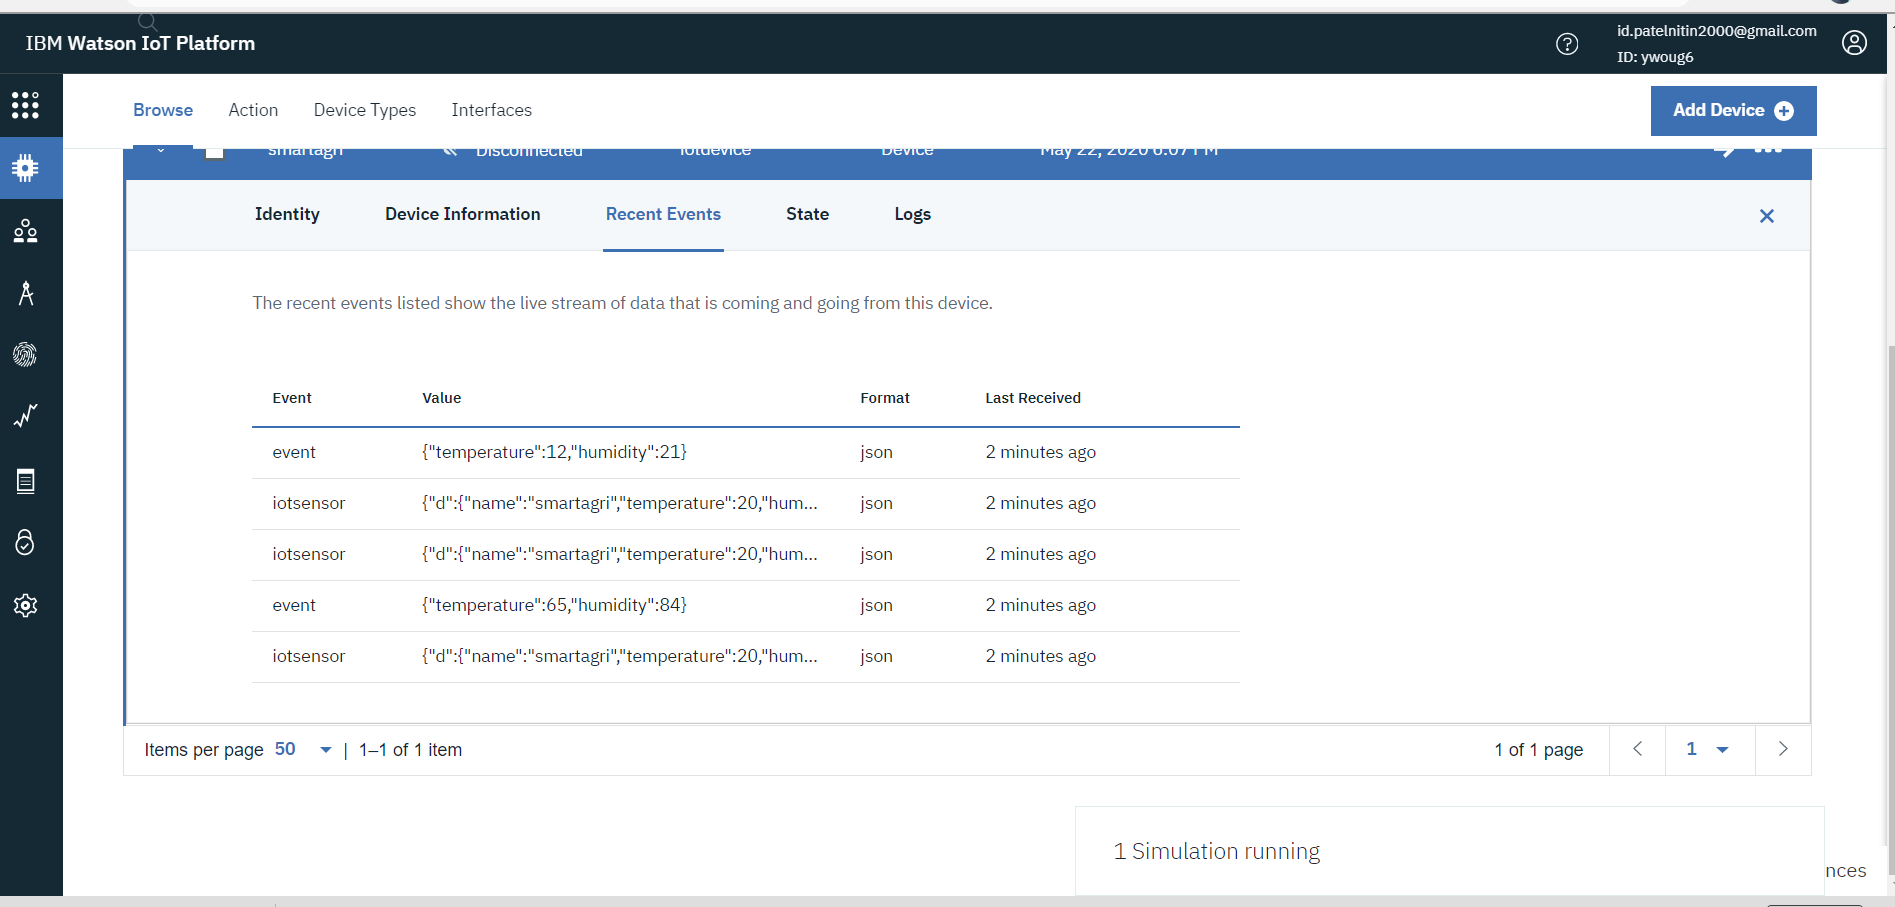 IBM Watson IoT Platform
id.patelnitin2000@gmail.com
ID: ywoug6
Browse Action Device Types Interfaces
Add Device
smartagri Disconnected iotdevice Device May 22, 2020 6:07 PM
Identity Device Information Recent Events State Logs
The recent events listed show the live stream of data that is coming and going from this device.
Event Value Format Last Received
event {"temperature":12,"humidity":21} json 2 minutes ago
iotsensor {"d":{"name":"smartagri","temperature":20,"hum... json 2 minutes ago
iotsensor {"d":{"name":"smartagri","temperature":20,"hum... json 2 minutes ago
event {"temperature":65,"humidity":84} json 2 minutes ago
iotsensor {"d":{"name":"smartagri","temperature":20,"hum... json 2 minutes ago
Items per page 50 | 1–1 of 1 item
1 of 1 page 1
1 Simulation running
nces